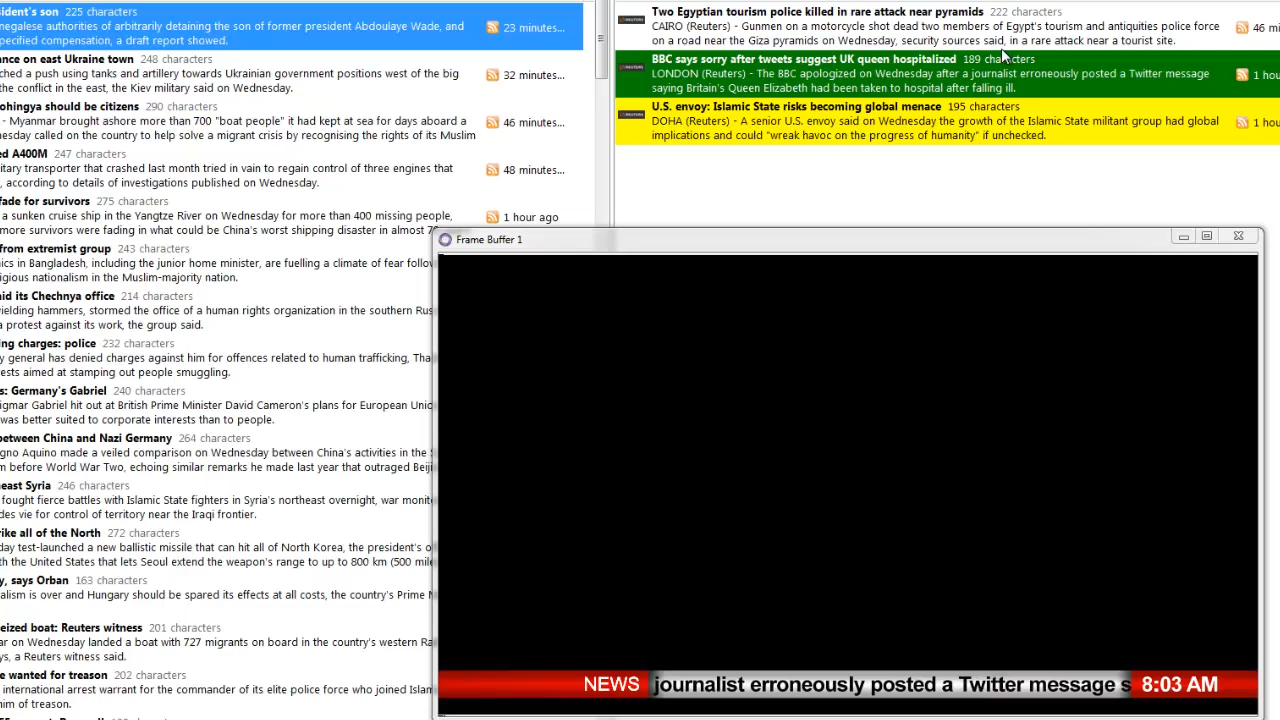 sident's son 225 characters
enegalese authorities of arbitrarily detaining the son of former president Abdoulaye Wade, and
pecified compensation, a draft report showed.
23 minutes...
ance on east Ukraine town 248 characters
ched a push using tanks and artillery towards Ukrainian government positions west of the big
the conflict in the east, the Kiev military said on Wednesday.
32 minutes...
ohingya should be citizens 290 characters
- Myanmar brought ashore more than 700 "boat people" it had kept at sea for days aboard a
nesday called on the country to help solve a migrant crisis by recognising the rights of its Muslim
46 minutes...
ed A400M 247 characters
itary transporter that crashed last month tried in vain to regain control of three engines that
, according to details of investigations published on Wednesday.
48 minutes...
fade for survivors 275 characters
a sunken cruise ship in the Yangtze River on Wednesday for more than 400 missing people,
more survivors were fading in what could be China's worst shipping disaster in almost 7
1 hour ago
from extremist group 243 characters
nics in Bangladesh, including the junior home minister, are fuelling a climate of fear follow
igious nationalism in the Muslim-majority nation.
aid its Chechnya office 214 characters
vielding hammers, stormed the office of a human rights organization in the southern Rus
a protest against its work, the group said.
ing charges: police 232 characters
y general has denied charges against him for offences related to human trafficking, Tha
ests aimed at stamping out people smuggling.
s: Germany's Gabriel 240 characters
igmar Gabriel hit out at British Prime Minister David Cameron's plans for European Unio
was better suited to corporate interests than to people.
between China and Nazi Germany 264 characters
gno Aquino made a veiled comparison on Wednesday between China's activities in the S
m before World War Two, echoing similar remarks he made last year that outraged Beiji
heast Syria 246 characters
fought fierce battles with Islamic State fighters in Syria's northeast overnight, war monito
des vie for control of territory near the Iraqi frontier.
rike all of the North 272 characters
day test-launched a new ballistic missile that can hit all of North Korea, the president's o
th the United States that lets Seoul extend the weapon's range to up to 800 km (500 mile
y, says Orban 163 characters
alism is over and Hungary should be spared its effects at all costs, the country's Prime M
eized boat: Reuters witness 201 characters
ar on Wednesday landed a boat with 727 migrants on board in the country's western Ra
ys, a Reuters witness said.
e wanted for treason 202 characters
international arrest warrant for the commander of its elite police force who joined Islam
him of treason.
Two Egyptian tourism police killed in rare attack near pyramids 222 characters
CAIRO (Reuters) - Gunmen on a motorcycle shot dead two members of Egypt's tourism and antiquities police force
on a road near the Giza pyramids on Wednesday, security sources said, in a rare attack near a tourist site.
46 mi
BBC says sorry after tweets suggest UK queen hospitalized 189 characters
LONDON (Reuters) - The BBC apologized on Wednesday after a journalist erroneously posted a Twitter message
saying Britain's Queen Elizabeth had been taken to hospital after falling ill.
1 hou
U.S. envoy: Islamic State risks becoming global menace 195 characters
DOHA (Reuters) - A senior U.S. envoy said on Wednesday the growth of the Islamic State militant group had global
implications and could "wreak havoc on the progress of humanity" if unchecked.
1 hou
Frame Buffer 1
NEWS journalist erroneously posted a Twitter message s 8:03 AM